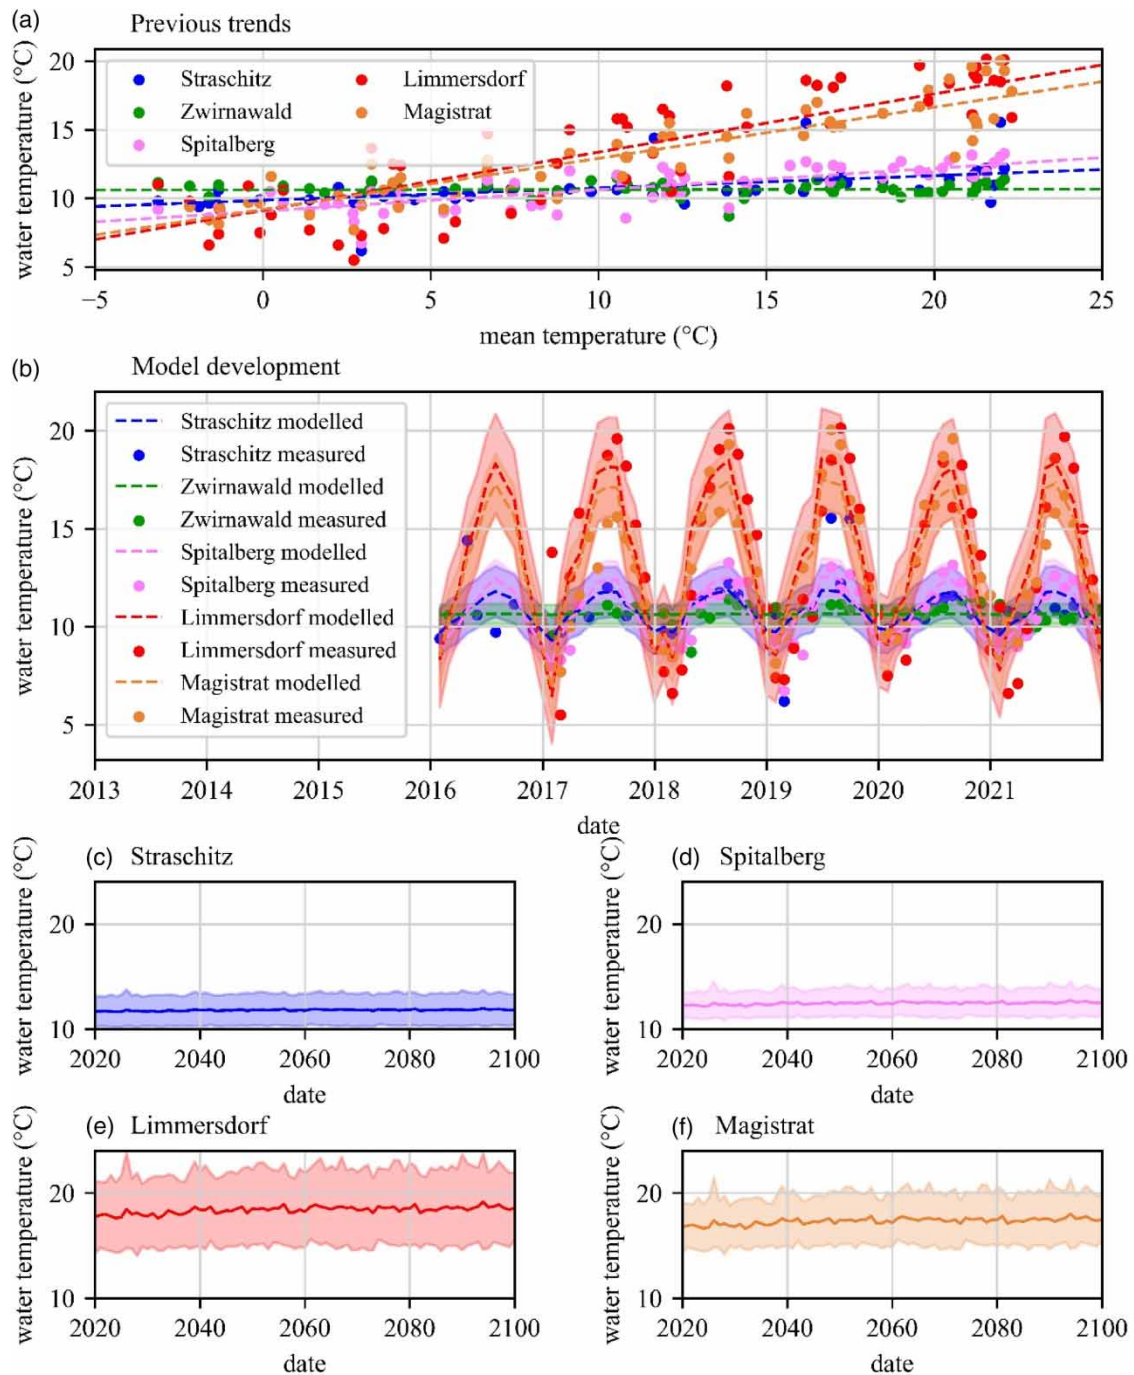 (a) Previous trends
water temperature (°C)
20
15
10
5
Straschitz
Zwirnawald
Spitalberg
Limmersdorf
Magistrat
−5 0 5 10 15 20 25
mean temperature (°C)
(b) Model development
water temperature (°C)
20
15
10
5
Straschitz modelled
Straschitz measured
Zwirnawald modelled
Zwirnawald measured
Spitalberg modelled
Spitalberg measured
Limmersdorf modelled
Limmersdorf measured
Magistrat modelled
Magistrat measured
2013 2014 2015 2016 2017 2018 2019 2020 2021
date
(c) Straschitz
water temperature (°C)
20
10
2020 2040 2060 2080 2100
date
(d) Spitalberg
water temperature (°C)
20
10
2020 2040 2060 2080 2100
date
(e) Limmersdorf
water temperature (°C)
20
10
2020 2040 2060 2080 2100
date
(f) Magistrat
water temperature (°C)
20
10
2020 2040 2060 2080 2100
date